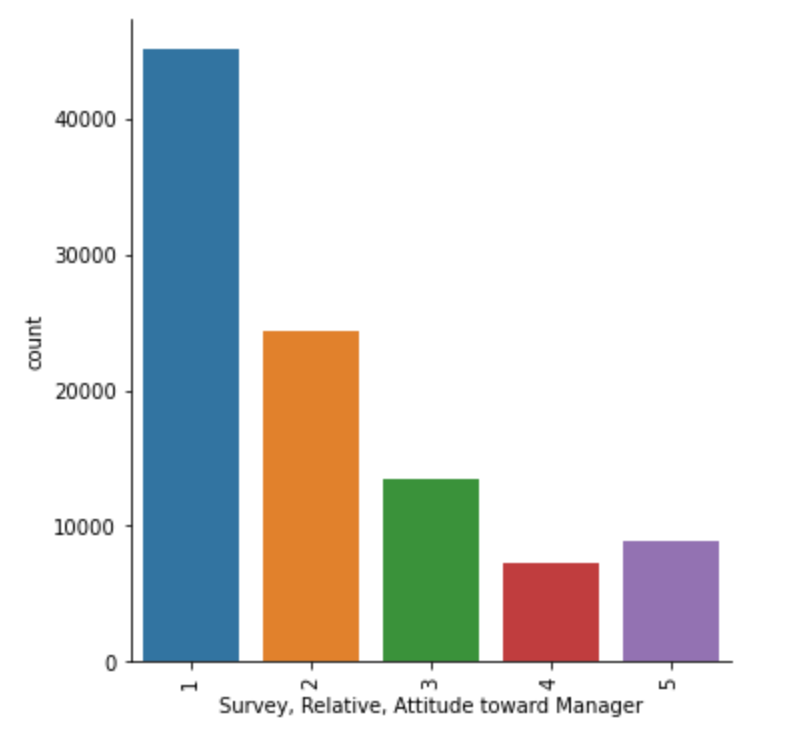 40000
30000
count
20000
10000
0
1 2 3 4 5
Survey, Relative, Attitude toward Manager